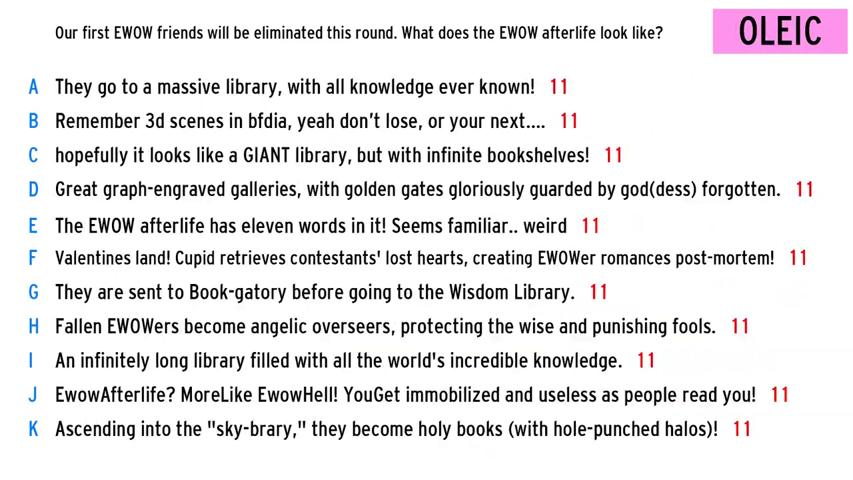 Our first EWOW friends will be eliminated this round. What does the EWOW afterlife look like?
OLEIC
A They go to a massive library, with all knowledge ever known! 11
B Remember 3d scenes in bfdia, yeah don't lose, or your next.... 11
C hopefully it looks like a GIANT library, but with infinite bookshelves! 11
D Great graph-engraved galleries, with golden gates gloriously guarded by god(dess) forgotten. 11
E The EWOW afterlife has eleven words in it! Seems familiar.. weird 11
F Valentines land! Cupid retrieves contestants' lost hearts, creating EWOWer romances post-mortem! 11
G They are sent to Book-gatory before going to the Wisdom Library. 11
H Fallen EWOWers become angelic overseers, protecting the wise and punishing fools. 11
I An infinitely long library filled with all the world's incredible knowledge. 11
J EwowAfterlife? MoreLike EwowHell! YouGet immobilized and useless as people read you! 11
K Ascending into the "sky-brary," they become holy books (with hole-punched halos)! 11